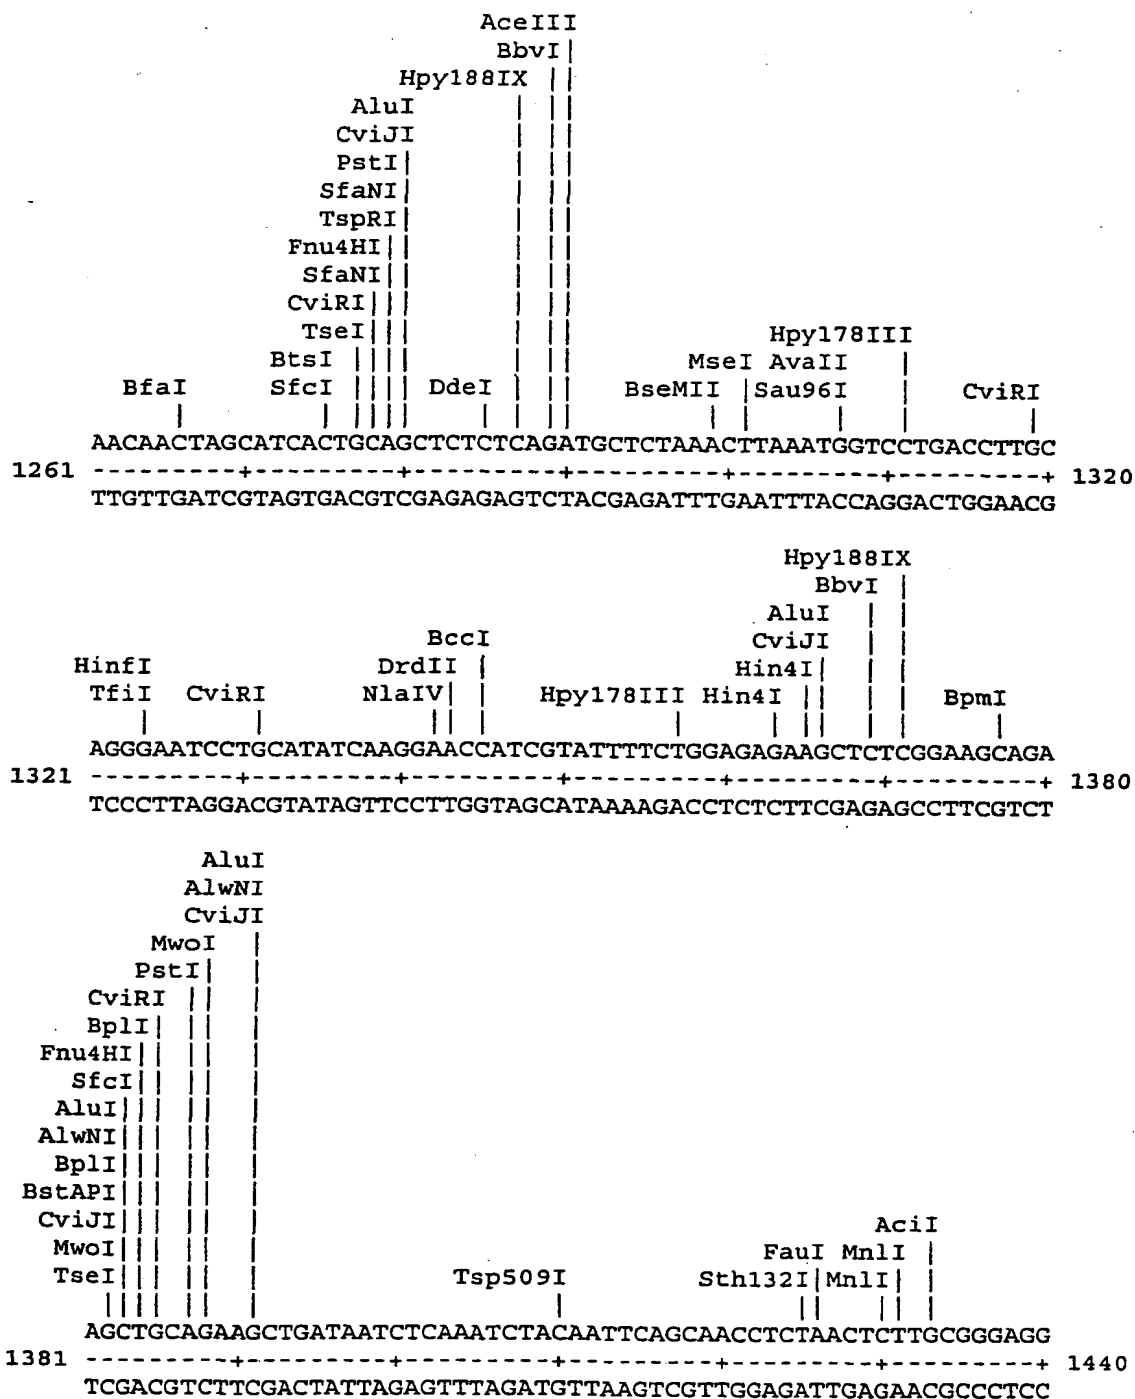 AceIII
BbvI
Hpy188IX
AluI
CviJI
PstI
SfaNI
TspRI
Fnu4HI
SfaNI
CviRI
TseI
Hpy178III
BtsI MseI AvaII
BfaI SfcI DdeI BseMII Sau96I CviRI
AACAACTAGCATCACTGCAGCTCTCTCAGATGCTCTAAACTTAAATGGTCCTGACCTTGC
1261 ---------+---------+---------+---------+---------+---------+ 1320
TTGTTGATCGTAGTGACGTCGAGAGAGTCTACGAGATTTGAATTTACCAGGACTGGAACG
Hpy188IX
BbvI
AluI
BccI CviJI
HinfI DrdII Hin4I
TfiI CviRI NlaIV Hpy178III Hin4I BpmI
AGGGAATCCTGCATATCAAGGAACCATCGTATTTTCTGGAGAGAAGCTCTCGGAAGCAGA
1321 ---------+---------+---------+---------+---------+---------+ 1380
TCCCTTAGGACGTATAGTTCCTTGGTAGCATAAAAGACCTCTCTTCGAGAGCCTTCGTCT
AluI
AlwNI
CviJI
MwoI
PstI
CviRI
BplI
Fnu4HI
SfcI
AluI
AlwNI
BplI
BstAPI
CviJI AciI
MwoI FauI MnlI
TseI Tsp509I Sth132I MnlI
AGCTGCAGAAGCTGATAATCTCAAATCTACAATTCAGCAACCTCTAACTCTTGCGGGAGG
1381 ---------+---------+---------+---------+---------+---------+ 1440
TCGACGTCTTCGACTATTAGAGTTTAGATGTTAAGTCGTTGGAGATTGAGAACGCCCTCC